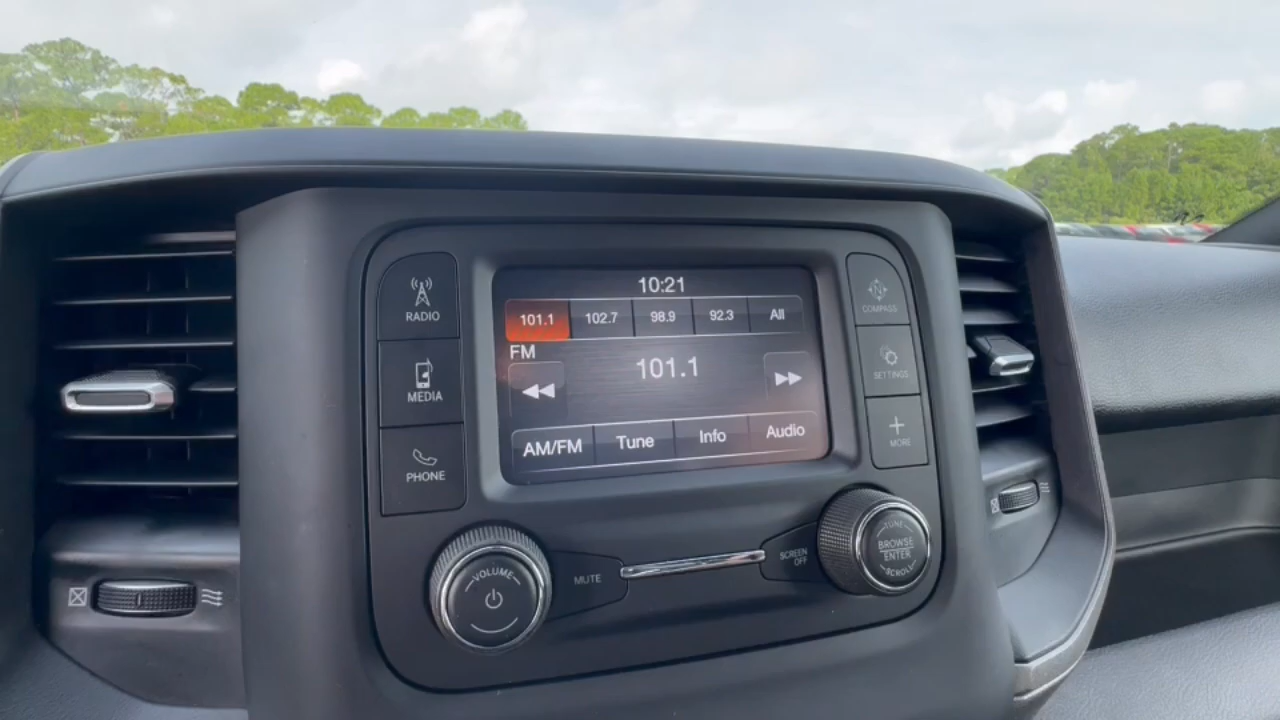 10:21
101.1 102.7 98.9 92.3 All
FM
101.1
AM/FM Tune Info Audio
RADIO
MEDIA
PHONE
N
COMPASS
SETTINGS
MORE
VOLUME
MUTE
SCREEN
OFF
TUNE
BROWSE
ENTER
SCROLL